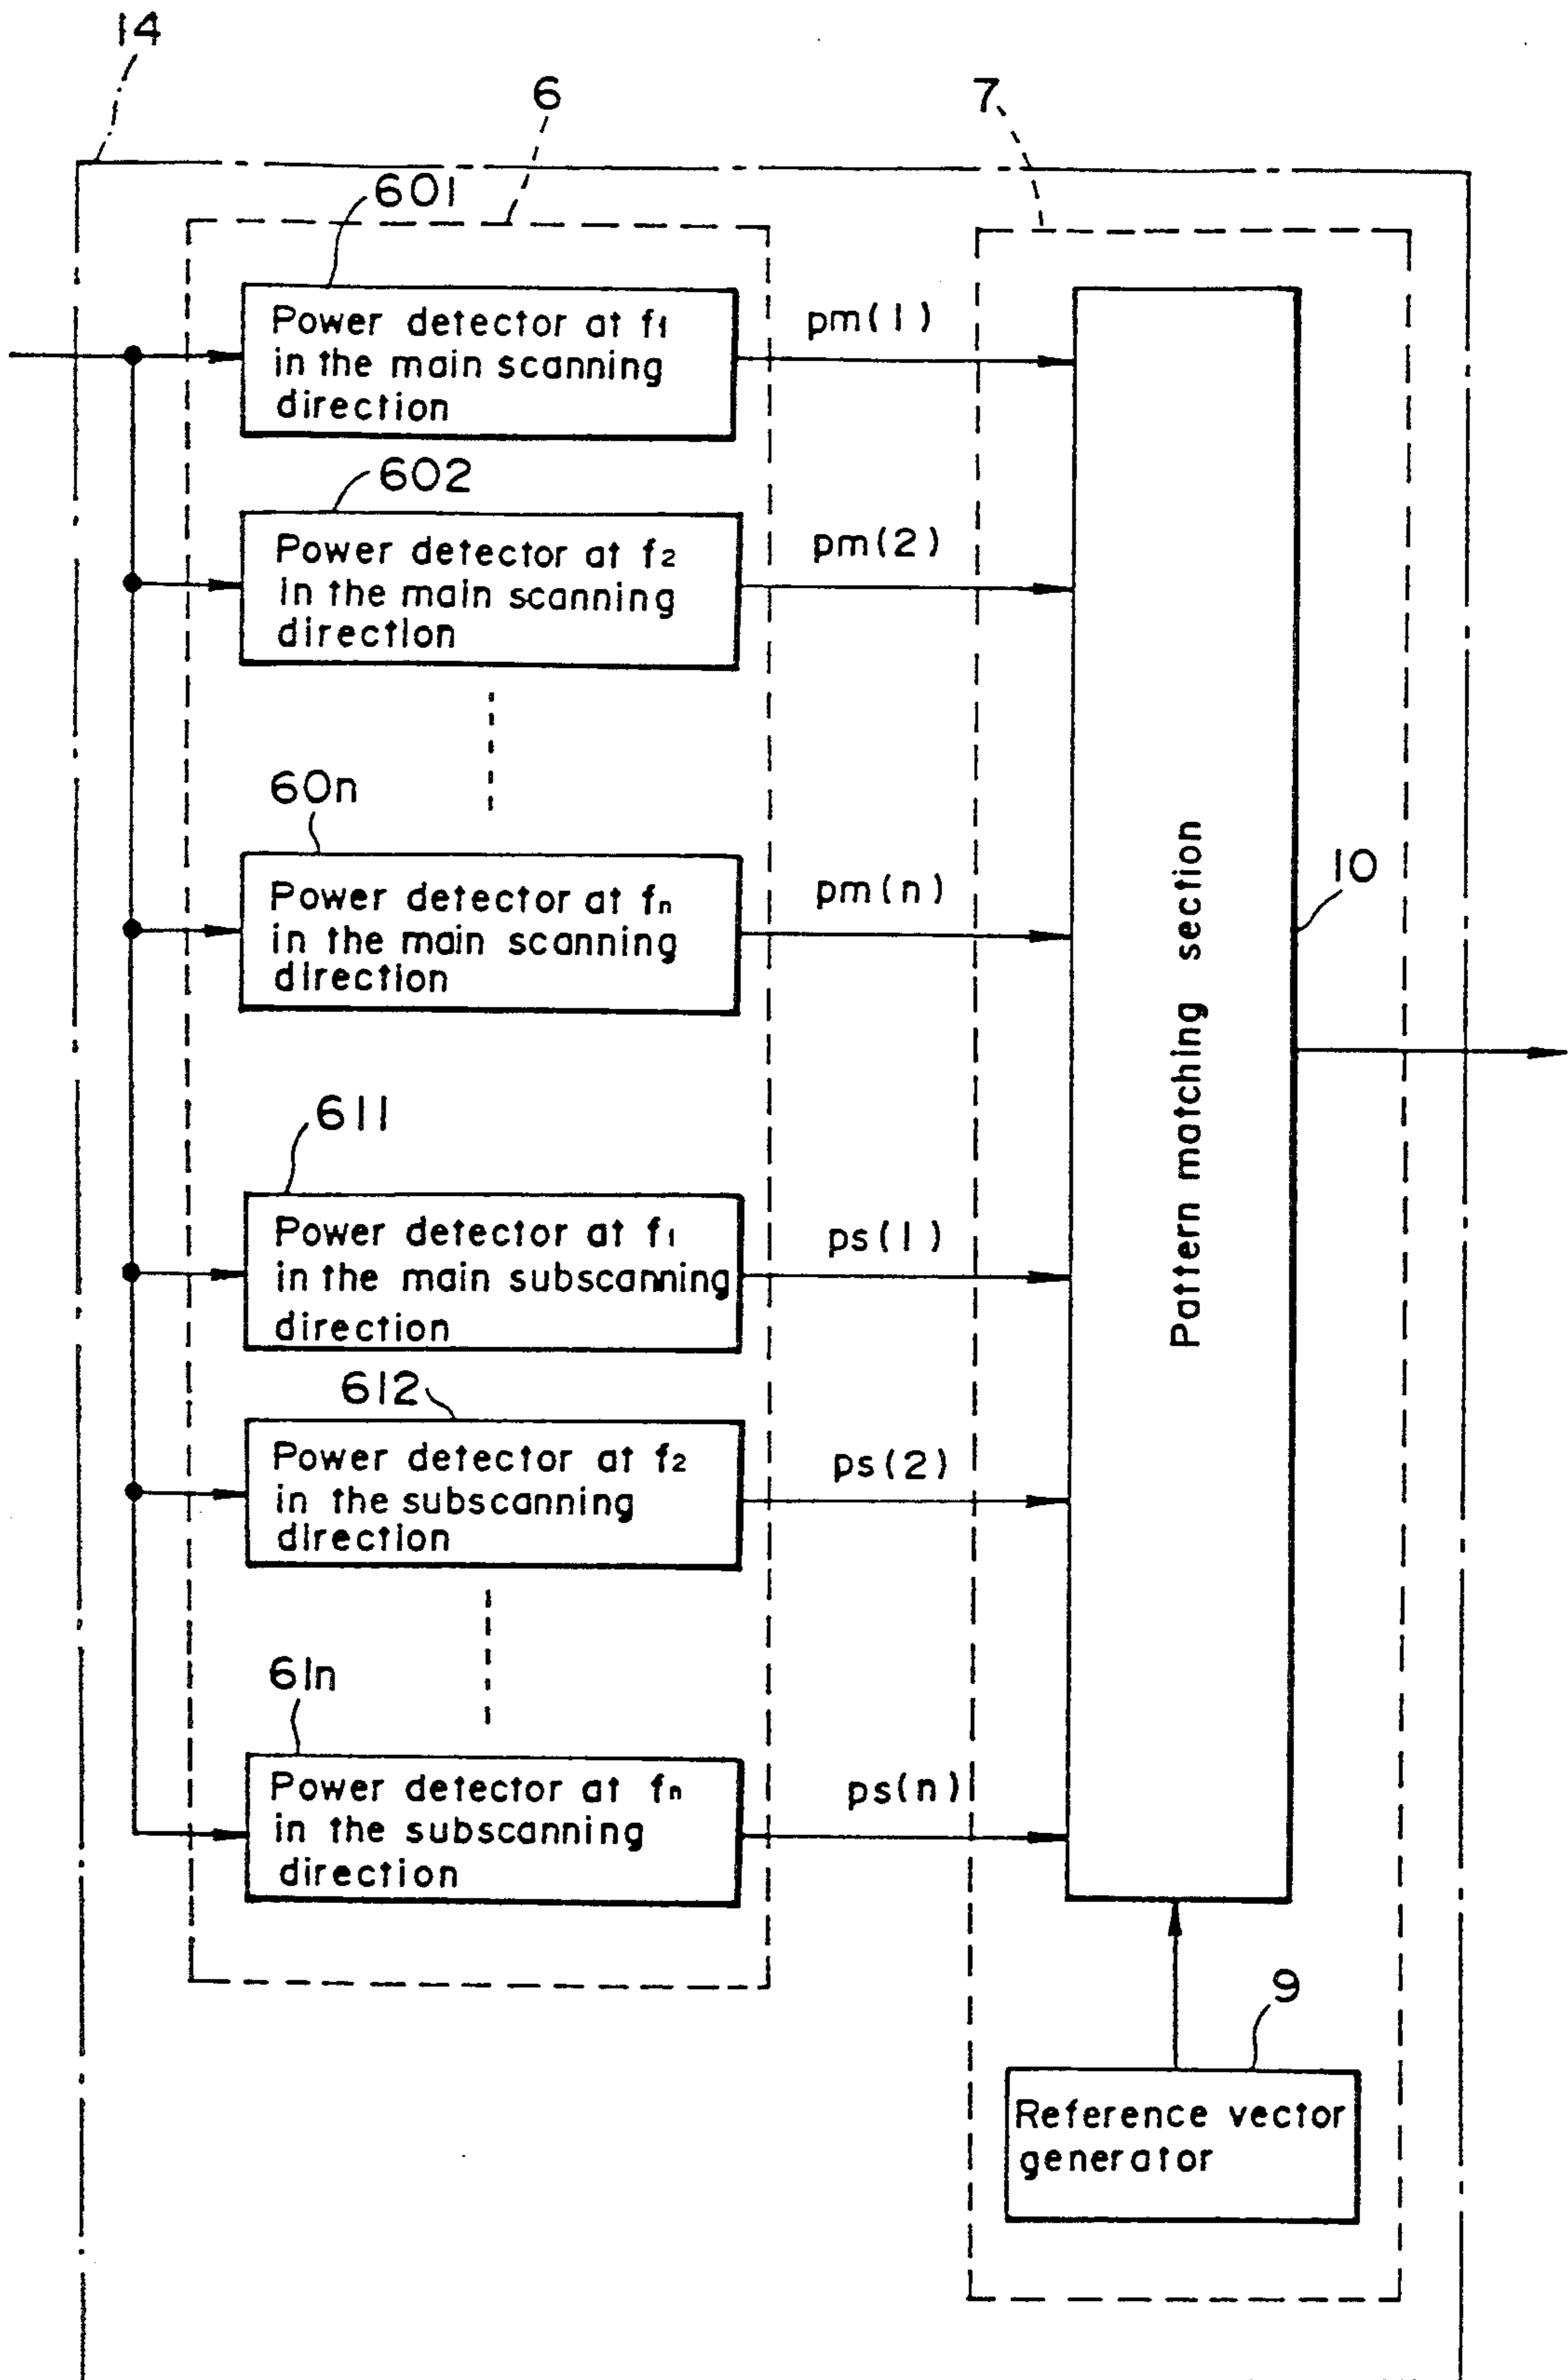 14
6
7
601
Power detector at f1
in the main scanning
direction
pm(1)
602
Power detector at f2
in the main scanning
direction
pm(2)
60n
Power detector at fn
in the main scanning
direction
pm(n)
10
Pattern matching section
611
Power detector at f1
in the main subscanning
direction
ps(1)
612
Power detector at f2
in the subscanning
direction
ps(2)
61n
Power detector at fn
in the subscanning
direction
ps(n)
9
Reference vector
generator